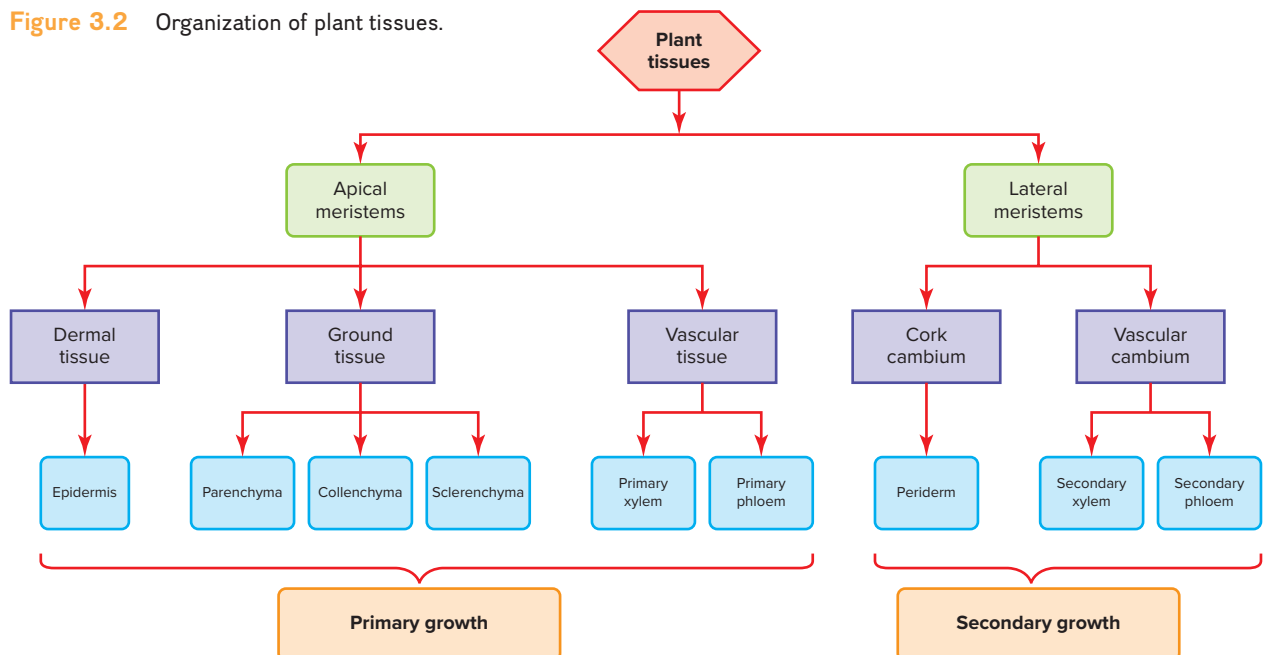 Figure 3.2 Organization of plant tissues.
Plant
tissues
Apical
meristems
Lateral
meristems
Dermal
tissue
Ground
tissue
Vascular
tissue
Cork
cambium
Vascular
cambium
Epidermis
Parenchyma
Collenchyma
Sclerenchyma
Primary
xylem
Primary
phloem
Periderm
Secondary
xylem
Secondary
phloem
Primary growth
Secondary growth